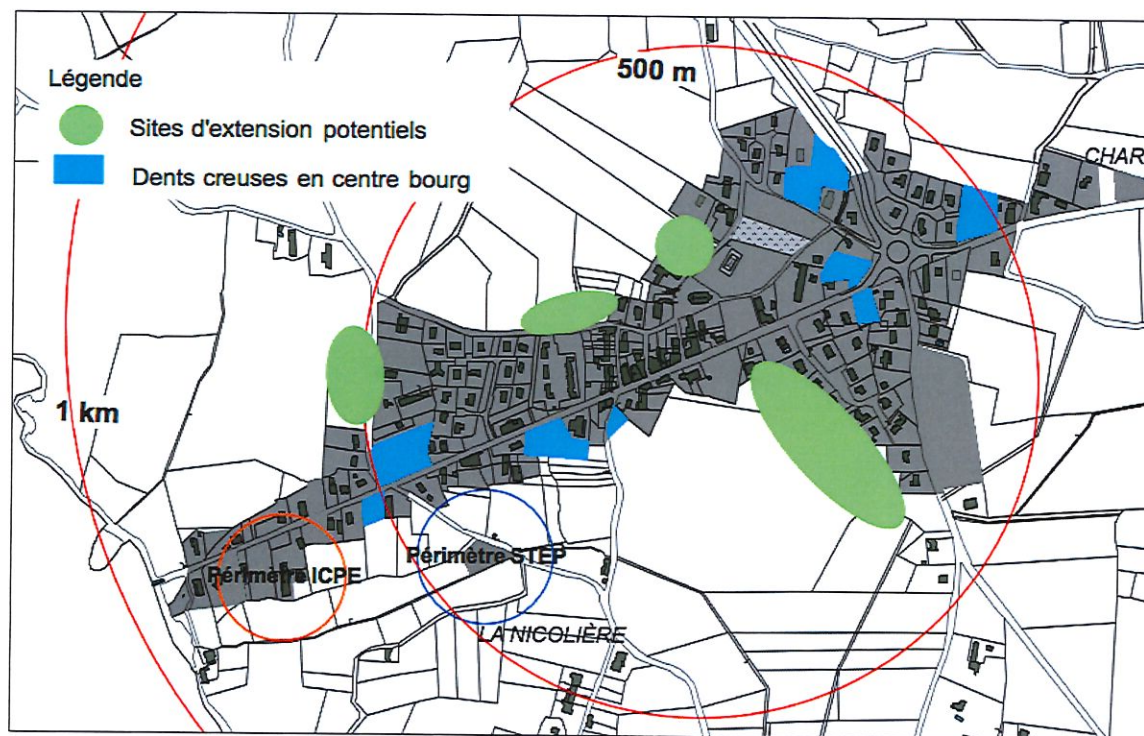 500 m
Légende
Sites d'extension potentiels
Dents creuses en centre bourg
CHAR
1 km
Périmètre STEP
Périmètre ICPE
LA NICOLIÈRE